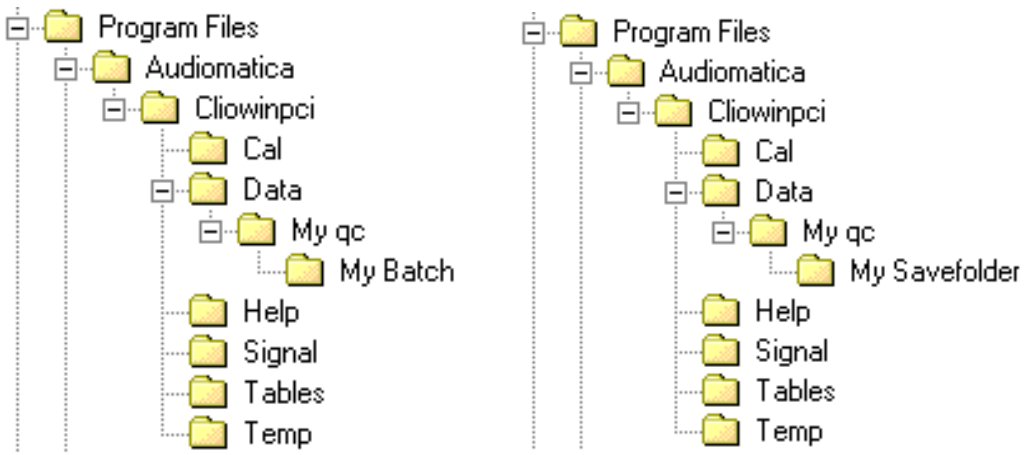 Program Files
Audiomatica
Cliowinpci
Cal
Data
My qc
My Batch
Help
Signal
Tables
Temp
Program Files
Audiomatica
Cliowinpci
Cal
Data
My qc
My Savefolder
Help
Signal
Tables
Temp